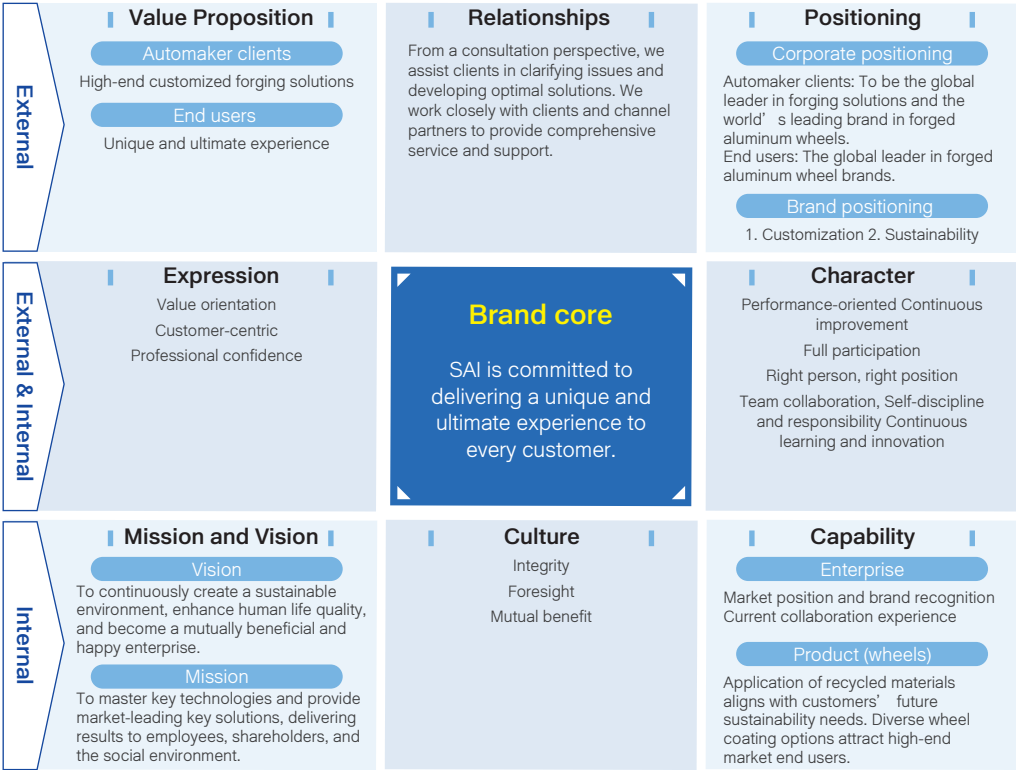 External
Value Proposition
Automaker clients
High-end customized forging solutions
End users
Unique and ultimate experience
Relationships
From a consultation perspective, we
assist clients in clarifying issues and
developing optimal solutions. We
work closely with clients and channel
partners to provide comprehensive
service and support.
Positioning
Corporate positioning
Automaker clients: To be the global
leader in forging solutions and the
world’ s leading brand in forged
aluminum wheels.
End users: The global leader in forged
aluminum wheel brands.
Brand positioning
1. Customization 2. Sustainability
External & Internal
Expression
Value orientation
Customer-centric
Professional confidence
Brand core
SAI is committed to
delivering a unique and
ultimate experience to
every customer.
Character
Performance-oriented Continuous
improvement
Full participation
Right person, right position
Team collaboration, Self-discipline
and responsibility Continuous
learning and innovation
Internal
Mission and Vision
Vision
To continuously create a sustainable
environment, enhance human life quality,
and become a mutually beneficial and
happy enterprise.
Mission
To master key technologies and provide
market-leading key solutions, delivering
results to employees, shareholders, and
the social environment.
Culture
Integrity
Foresight
Mutual benefit
Capability
Enterprise
Market position and brand recognition
Current collaboration experience
Product (wheels)
Application of recycled materials
aligns with customers’ future
sustainability needs. Diverse wheel
coating options attract high-end
market end users.